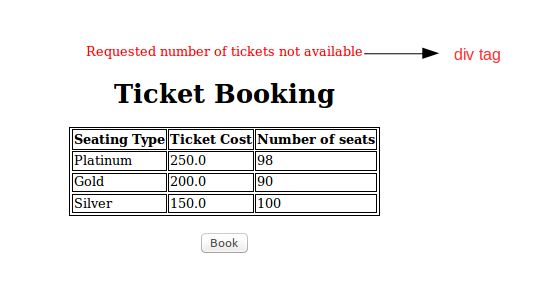 Requested number of tickets not available div tag
Ticket Booking
Seating Type Ticket Cost Number of seats
Platinum 250.0 98
Gold 200.0 90
Silver 150.0 100
Book